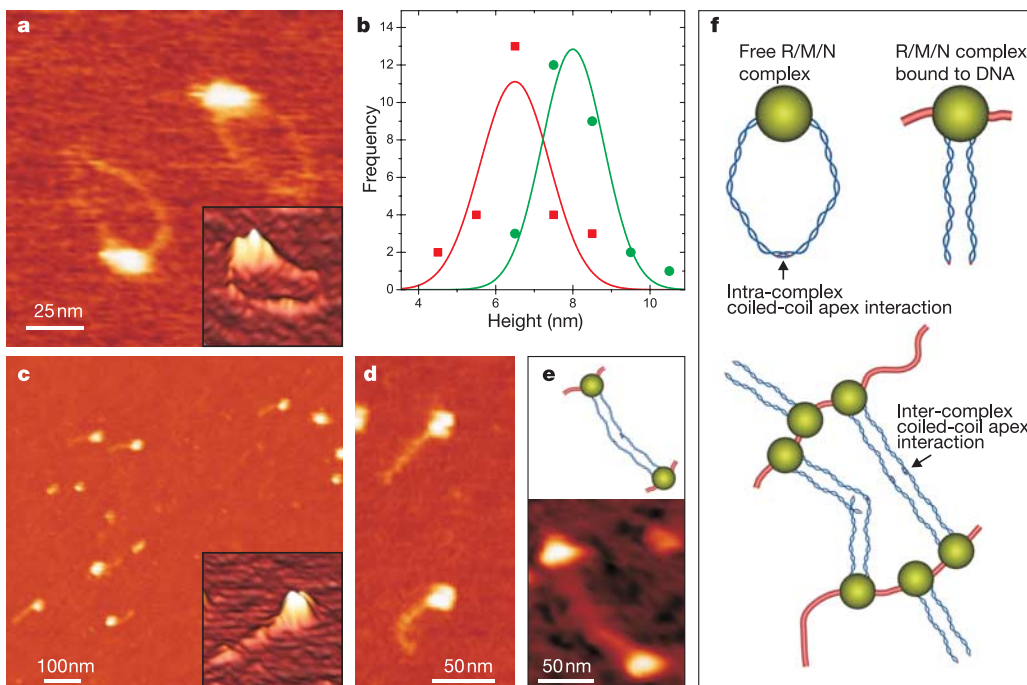 a
25 nm
b
Frequency
14
12
10
8
6
4
2
0
4
6
8
10
Height (nm)
c
100nm
d
50 nm
e
50 nm
f
Free R/M/N
complex
R/M/N complex
bound to DNA
Intra-complex
coiled-coil apex interaction
Inter-complex
coiled-coil apex
interaction